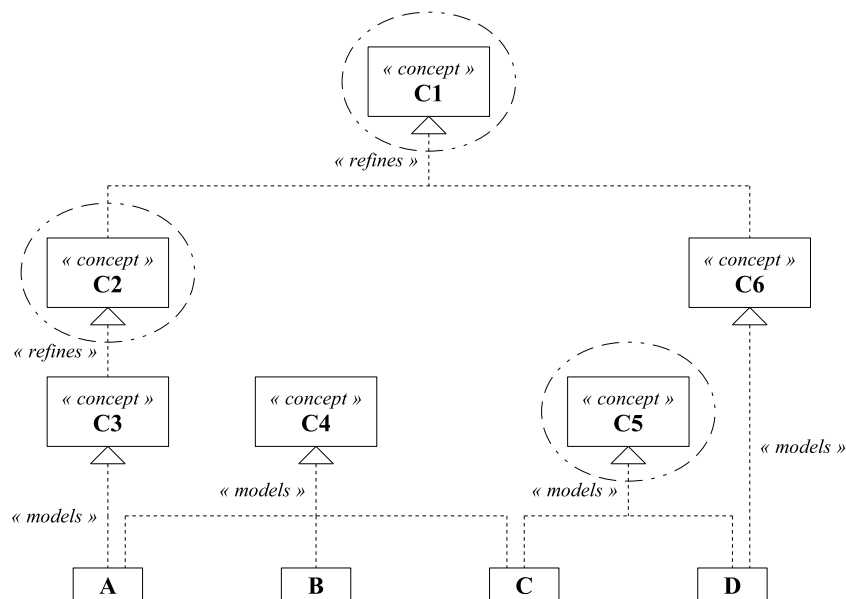 « concept »
C1
« refines »
« concept »
C2
« concept »
C6
« refines »
« concept »
C3
« concept »
C4
« concept »
C5
« models »
« models »
« models »
« models »
A
B
C
D